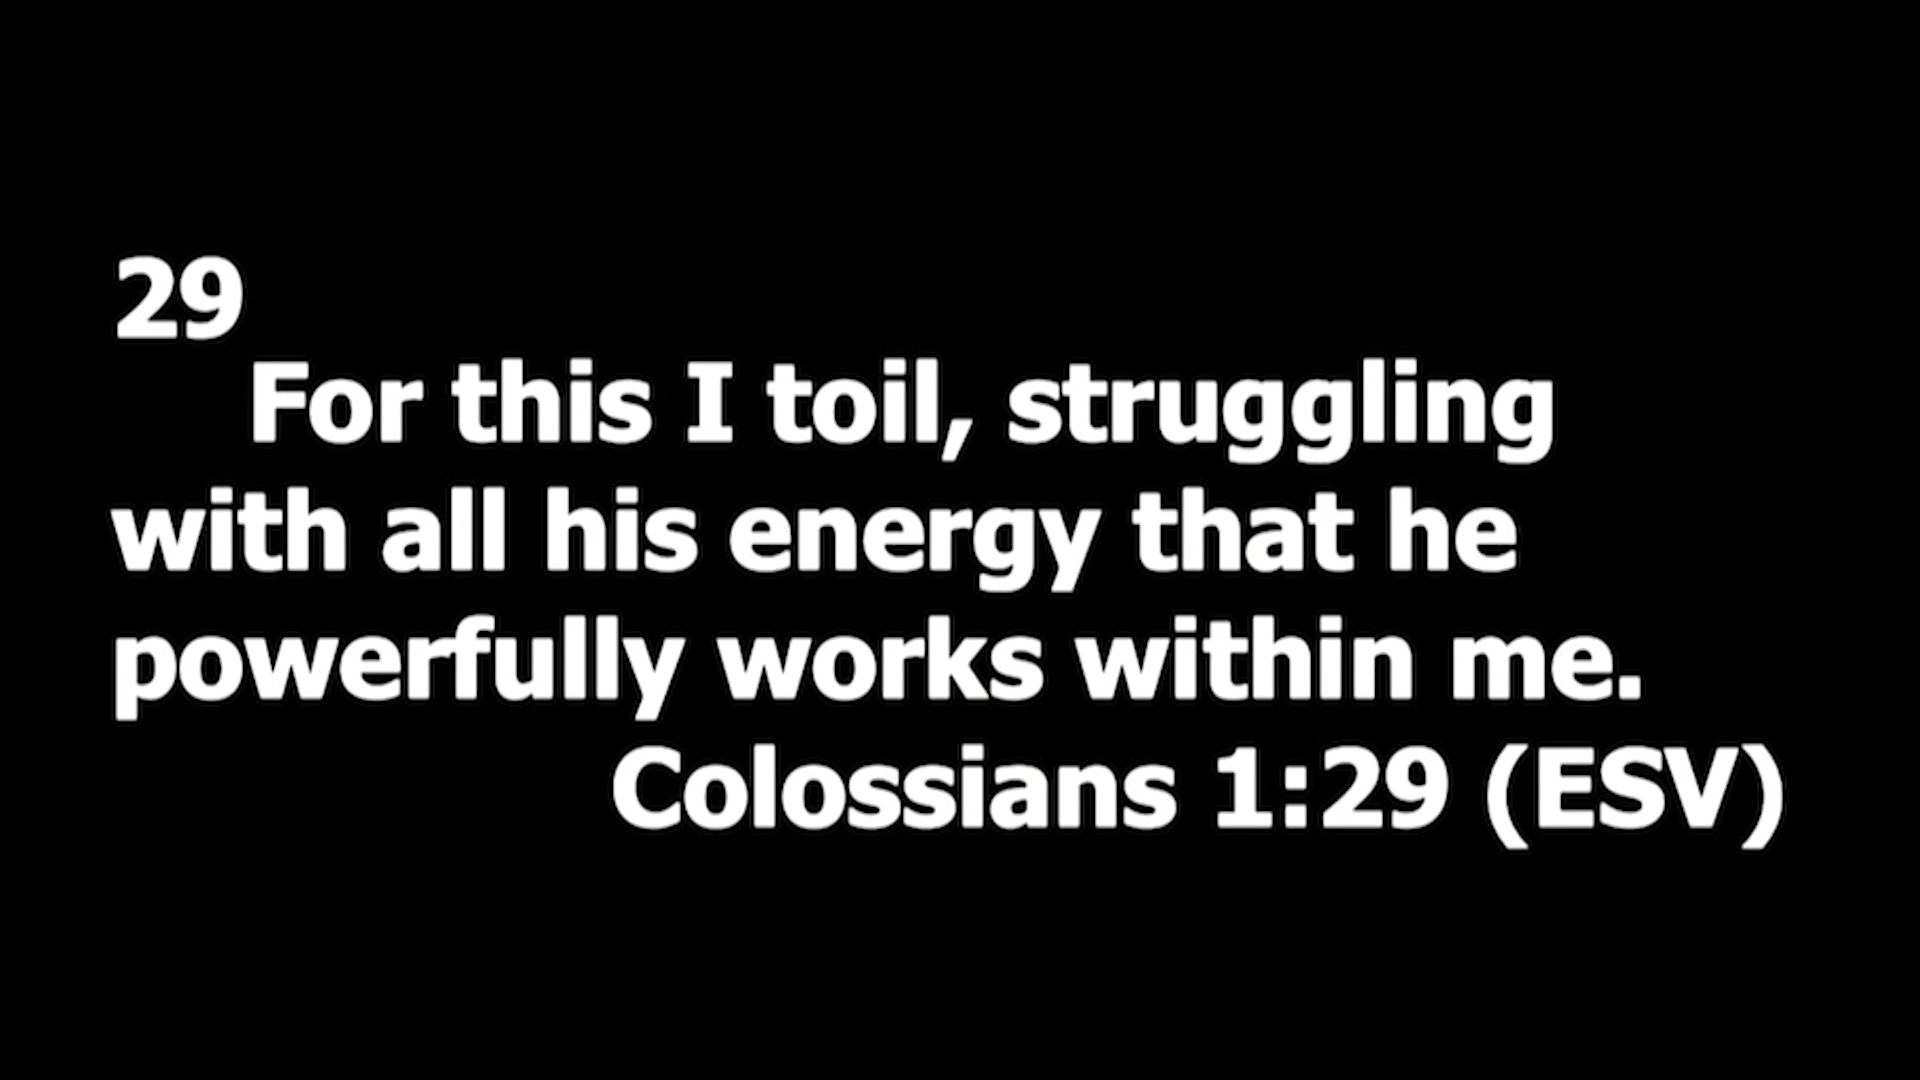 29
For this I toil, struggling
with all his energy that he
powerfully works within me.
Colossians 1:29 (ESV)